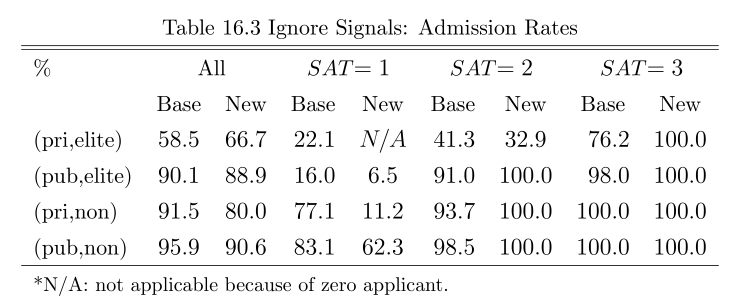 Table 16.3 Ignore Signals: Admission Rates
% All SAT= 1 SAT= 2 SAT= 3
Base New Base New Base New Base New
(pri,elite) 58.5 66.7 22.1 N/A 41.3 32.9 76.2 100.0
(pub,elite) 90.1 88.9 16.0 6.5 91.0 100.0 98.0 100.0
(pri,non) 91.5 80.0 77.1 11.2 93.7 100.0 100.0 100.0
(pub,non) 95.9 90.6 83.1 62.3 98.5 100.0 100.0 100.0
*N/A: not applicable because of zero applicant.